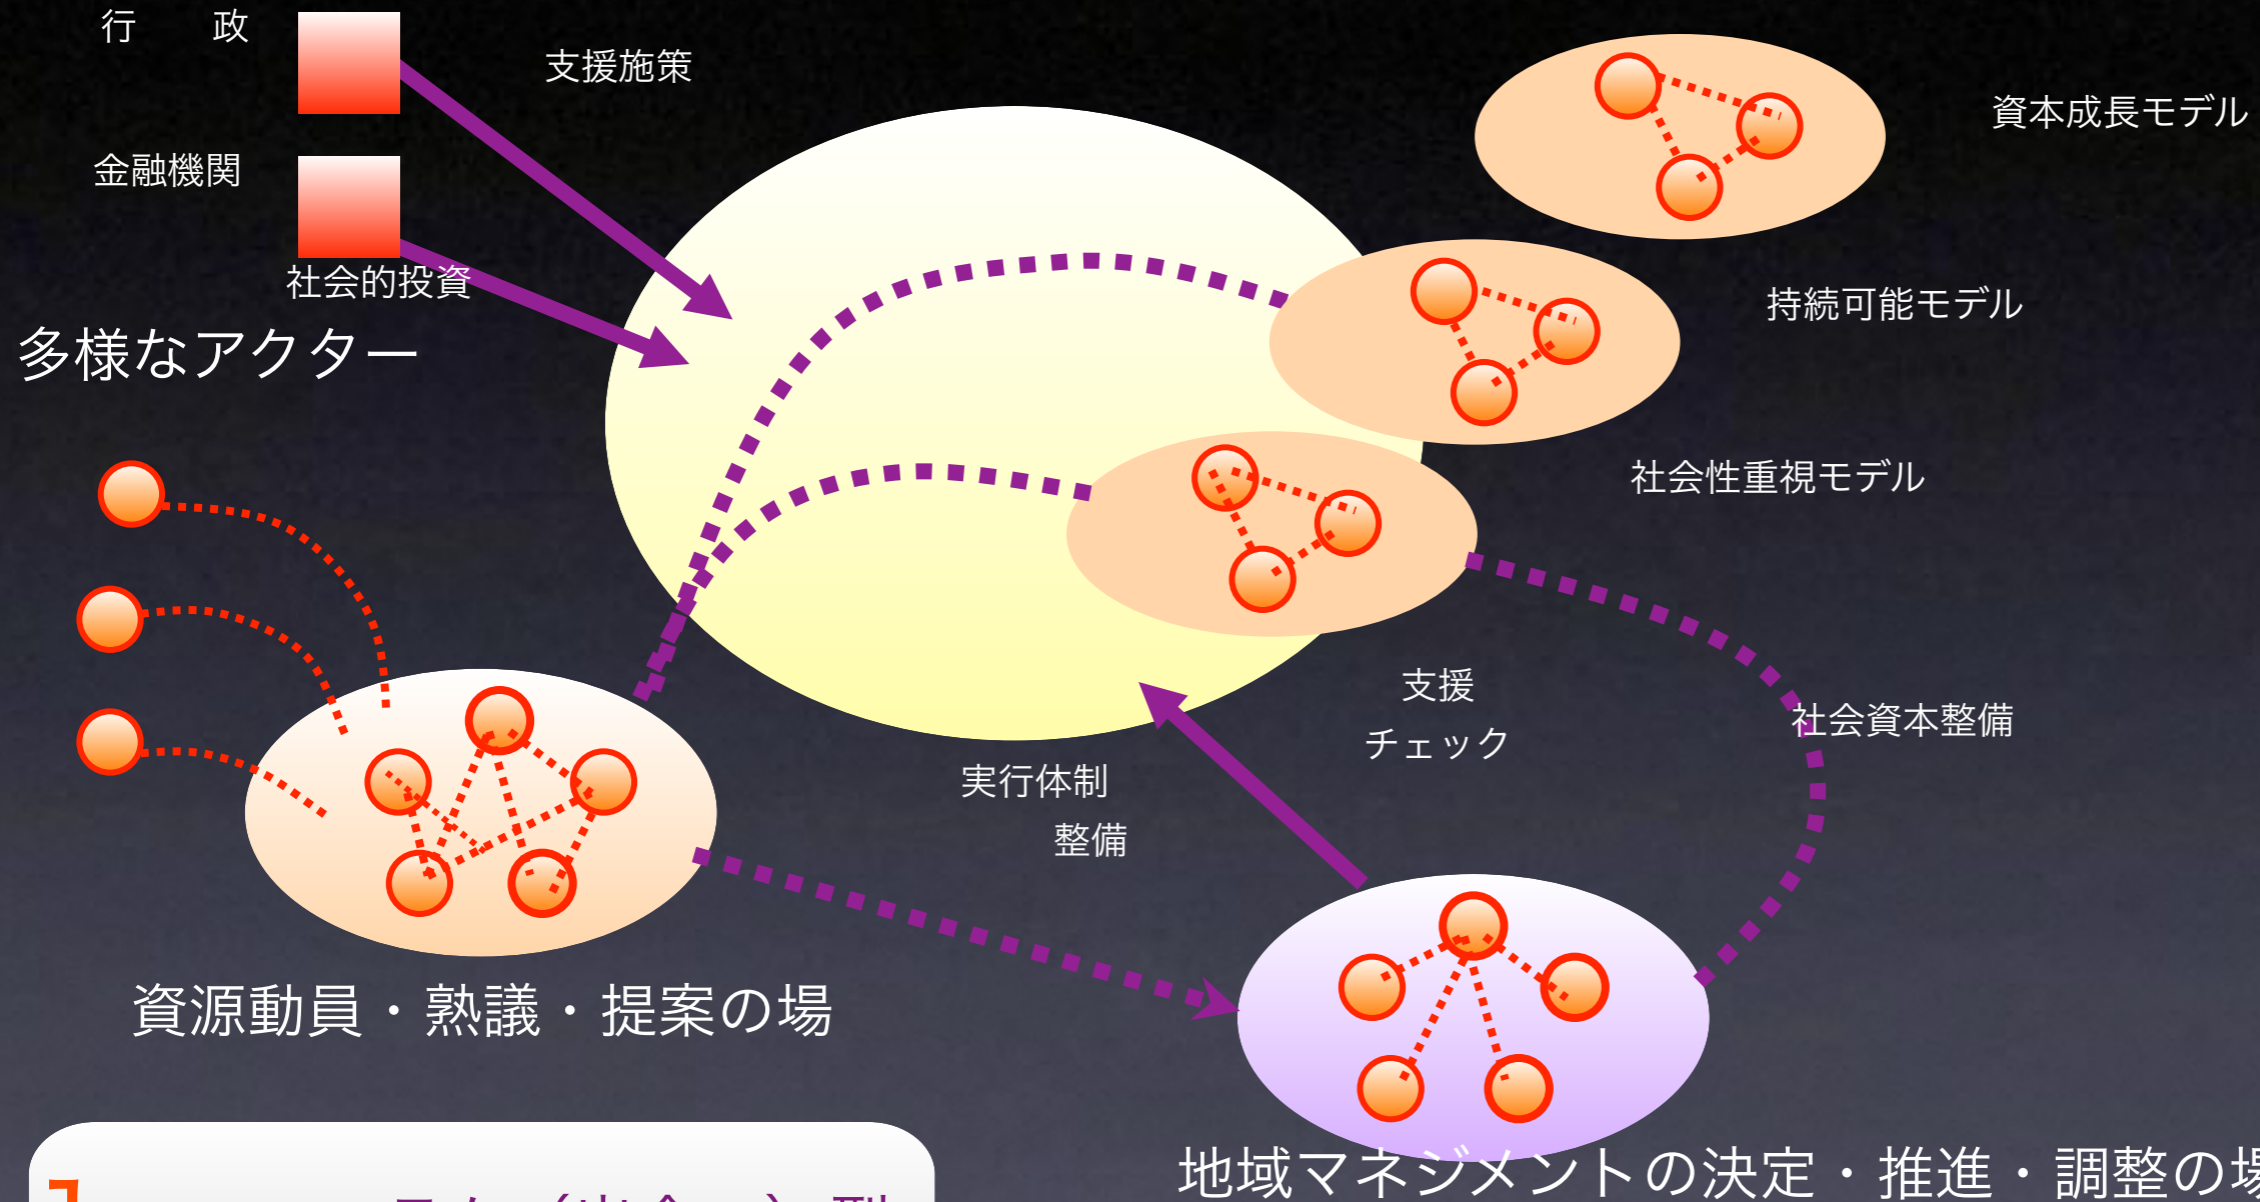 行　政
支援施策
資本成長モデル
金融機関
社会的投資
持続可能モデル
多様なアクター
社会性重視モデル
支援
チェック
社会資本整備
実行体制
整備
資源動員・熟議・提案の場
地域マネジメントの決定・推進・調整の場